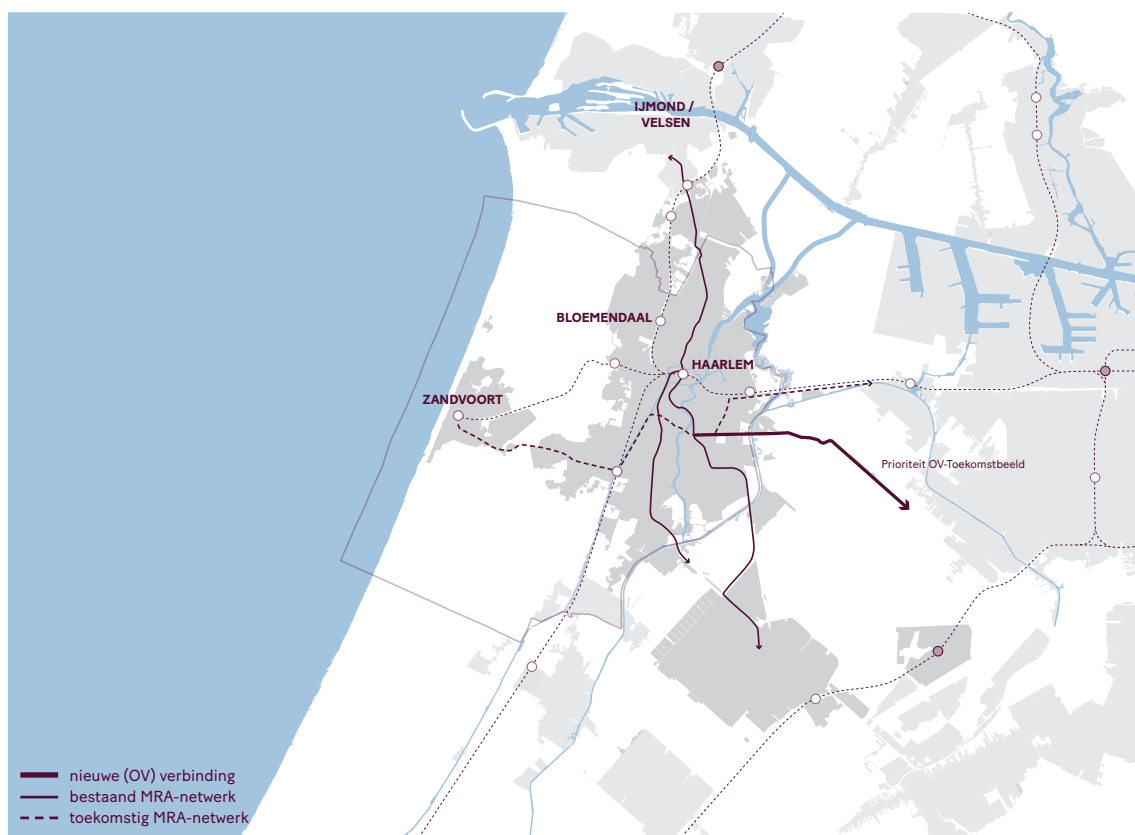 IJMOND /
VELSEN
BLOEMENDAAL
HAARLEM
ZANDVOORT
Prioriteit OV-Toekomstbeeld
nieuwe (OV) verbinding
bestaand MRA-netwerk
toekomstig MRA-netwerk